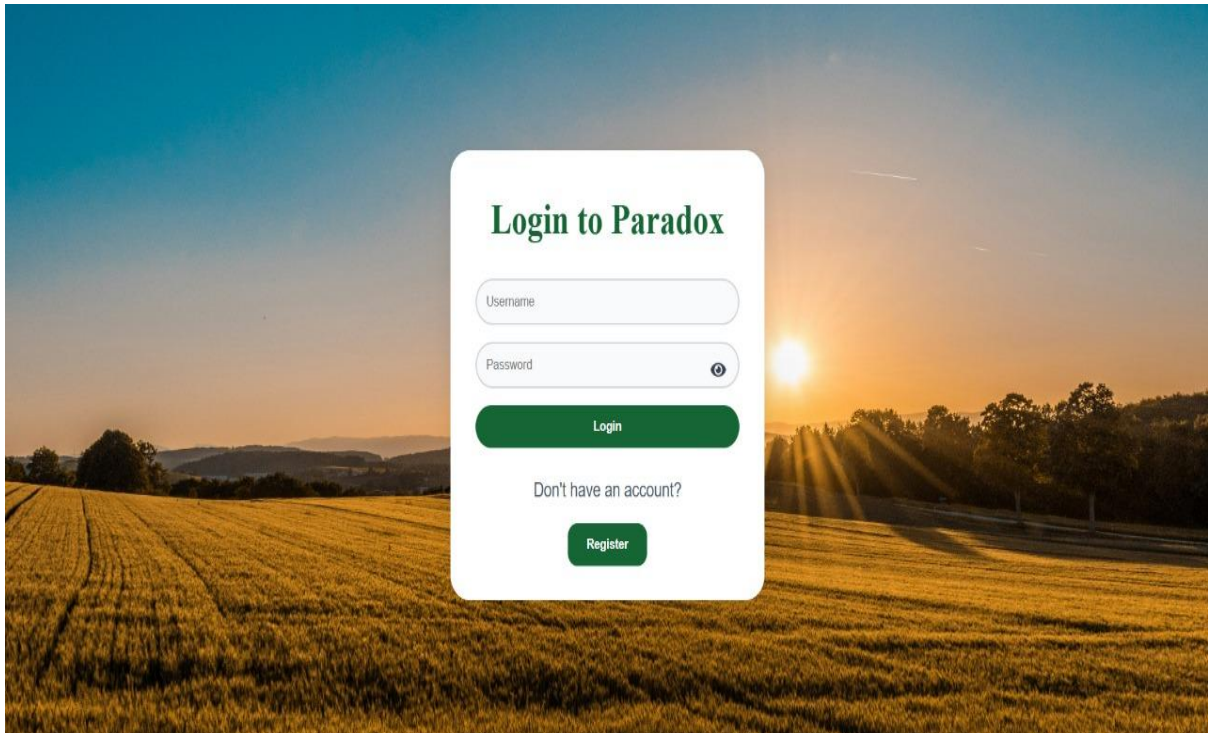 Login to Paradox
Username
Password
Login
Don't have an account?
Register